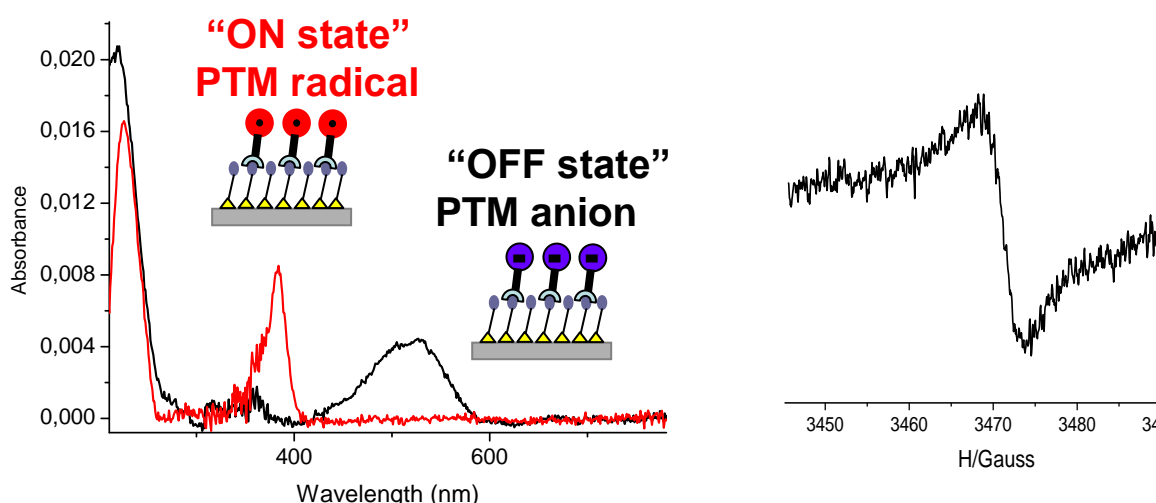 “ON state”
PTM radical
“OFF state”
PTM anion
0,020
0,016
0,012
0,008
0,004
0,000
Absorbance
400
600
Wavelength (nm)
3450
3460
3470
3480
H/Gauss